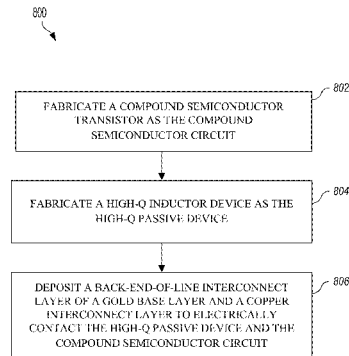 800
802
FABRICATE A COMPOUND SEMICONDUCTOR
TRANSISTOR AS THE COMPOUND
SEMICONDUCTOR CIRCUIT
804
FABRICATE A HIGH-Q INDUCTOR DEVICE AS THE
HIGH-Q PASSIVE DEVICE
806
DEPOSIT A BACK-END-OF-LINE INTERCONNECT
LAYER OF A GOLD BASE LAYER AND A COPPER
INTERCONNECT LAYER TO ELECTRICALLY
CONTACT THE HIGH-Q PASSIVE DEVICE AND THE
COMPOUND SEMICONDUCTOR CIRCUIT